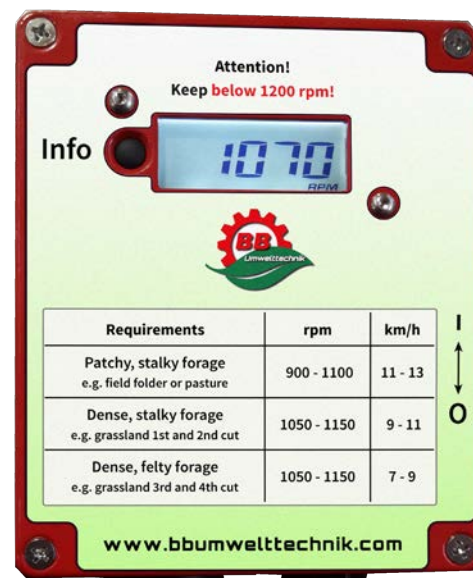 Attention!
Keep below 1200 rpm!
Info
1070
RPM
BB
Umwelttechnik
Requirements rpm km/h
Patchy, stalky forage
e.g. field folder or pasture
900 - 1100 11 - 13
Dense, stalky forage
e.g. grassland 1st and 2nd cut
1050 - 1150 9 - 11
Dense, felty forage
e.g. grassland 3rd and 4th cut
1050 - 1150 7 - 9
I
O
www.bbumwelttechnik.com